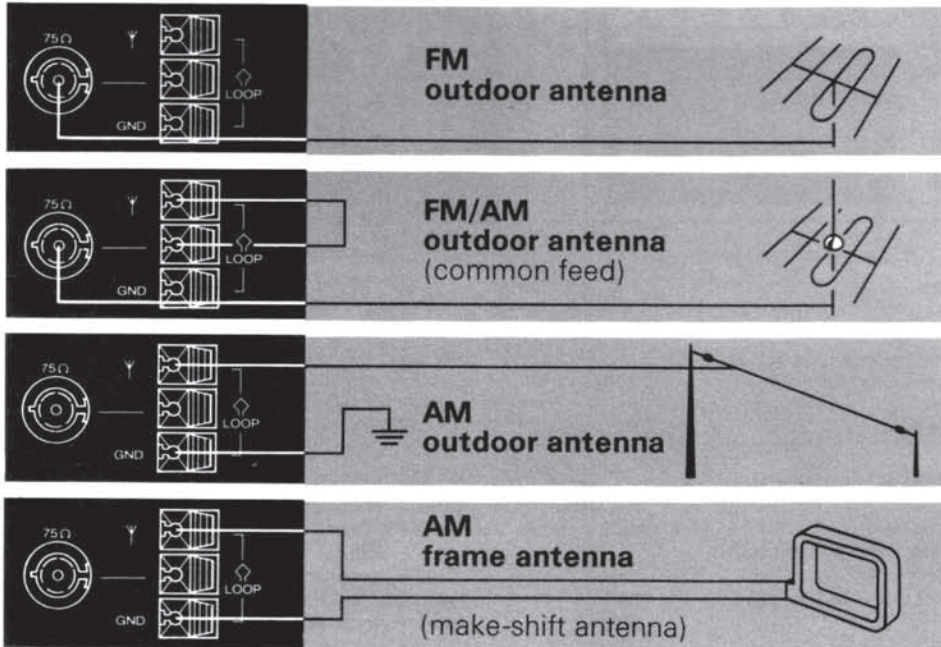 75Ω
LOOP
GND
FM
outdoor antenna
75Ω
LOOP
GND
FM/AM
outdoor antenna
(common feed)
75Ω
LOOP
GND
AM
outdoor antenna
75Ω
LOOP
GND
AM
frame antenna
(make-shift antenna)